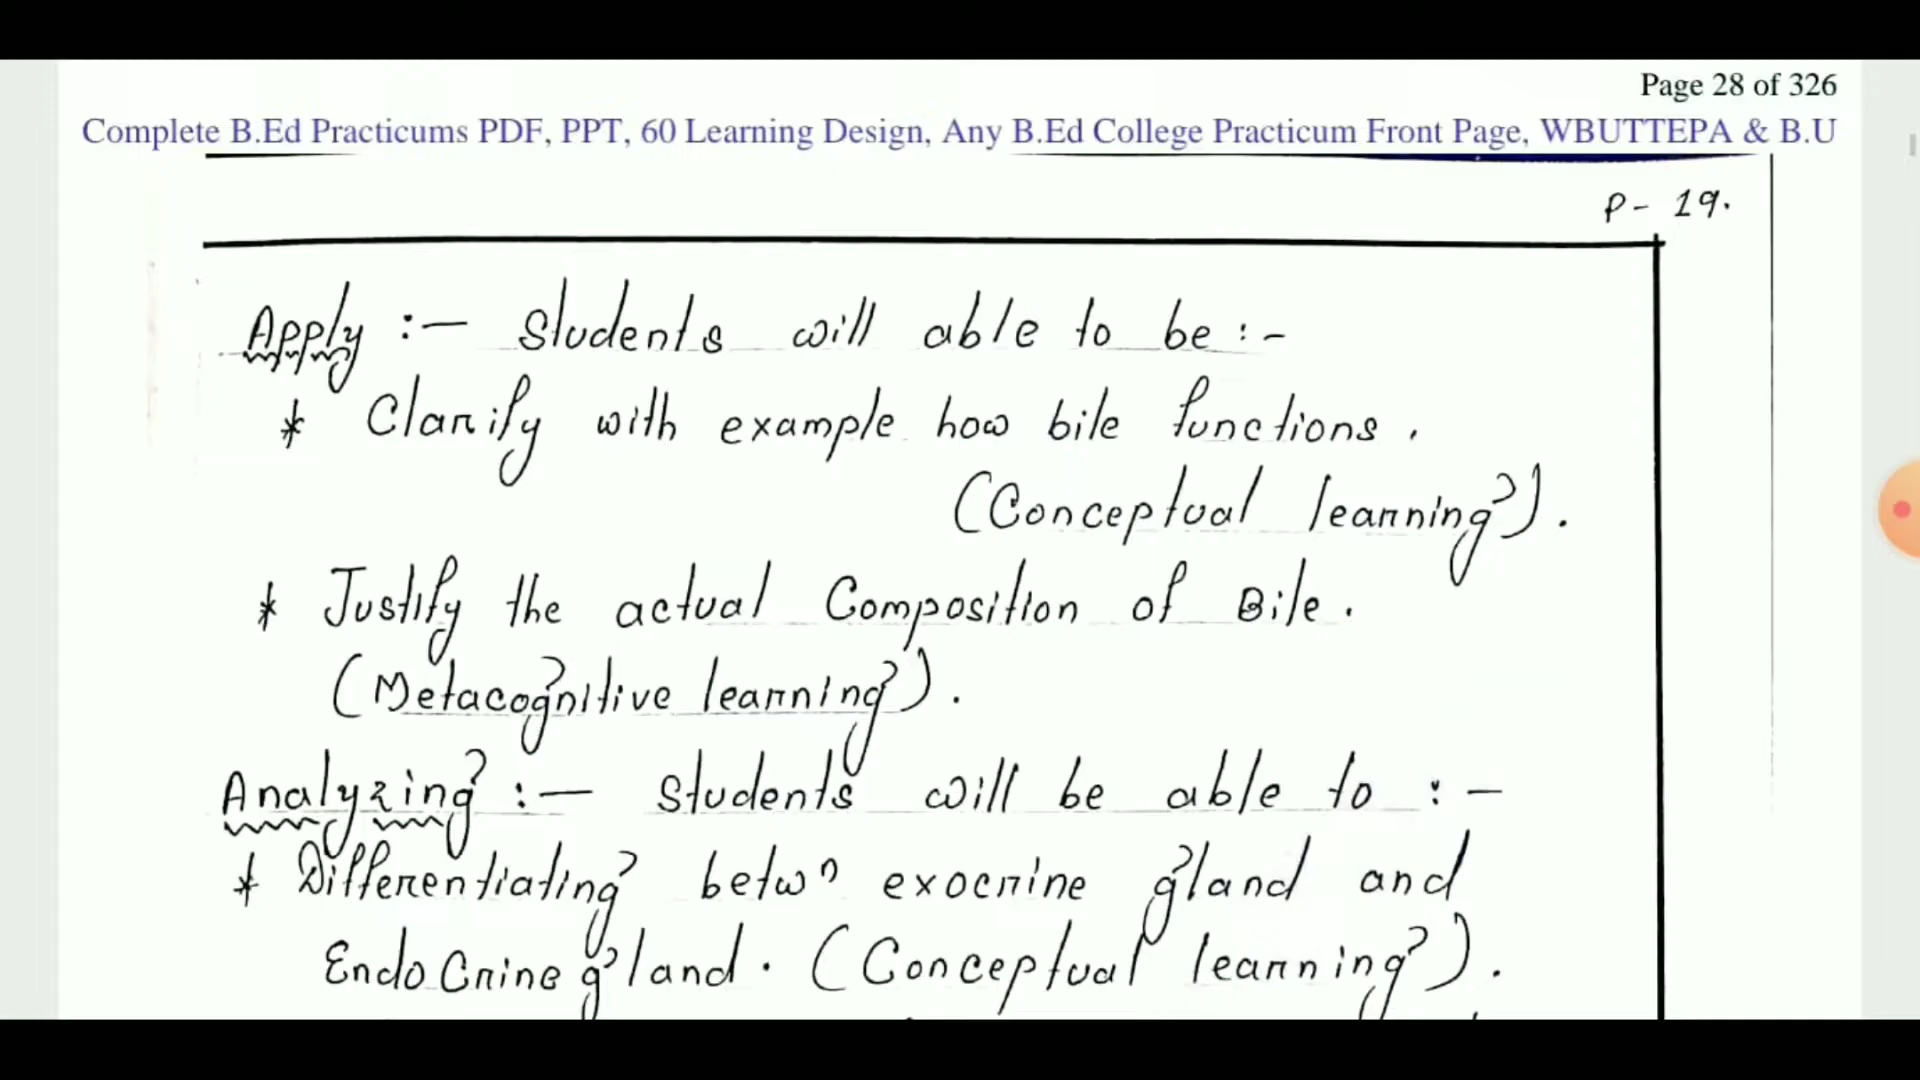 Page 28 of 326
Complete B.Ed Practicums PDF, PPT, 60 Learning Design, Any B.Ed College Practicum Front Page, WBUTTEPA & B.U
P- 19.
Apply :- Students will able to be :-
* Clarify with example how bile functions.
(Conceptual learning).
* Justify the actual Composition of Bile.
(Metacognitive learning).
Analyzing :- Students will be able to :-
* Differentiating betwn exocrine gland and
Endo Crine gland. (Conceptual learning).